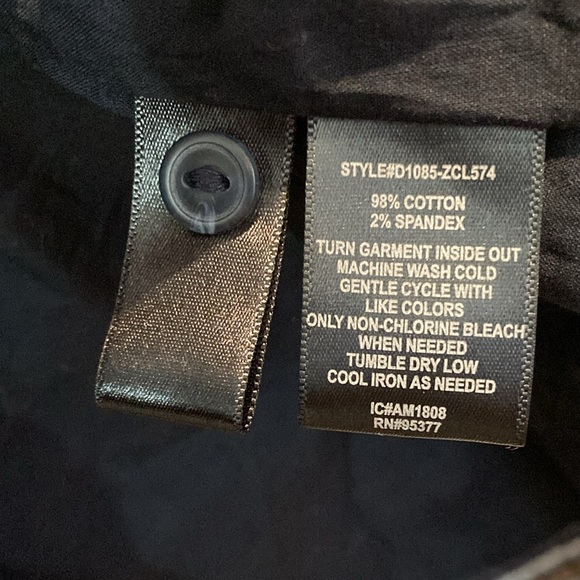 STYLE#D1085-ZCL574
98% COTTON
2% SPANDEX
TURN GARMENT INSIDE OUT
MACHINE WASH COLD
GENTLE CYCLE WITH
LIKE COLORS
ONLY NON-CHLORINE BLEACH
WHEN NEEDED
TUMBLE DRY LOW
COOL IRON AS NEEDED
IC#AM1808
RN#95377